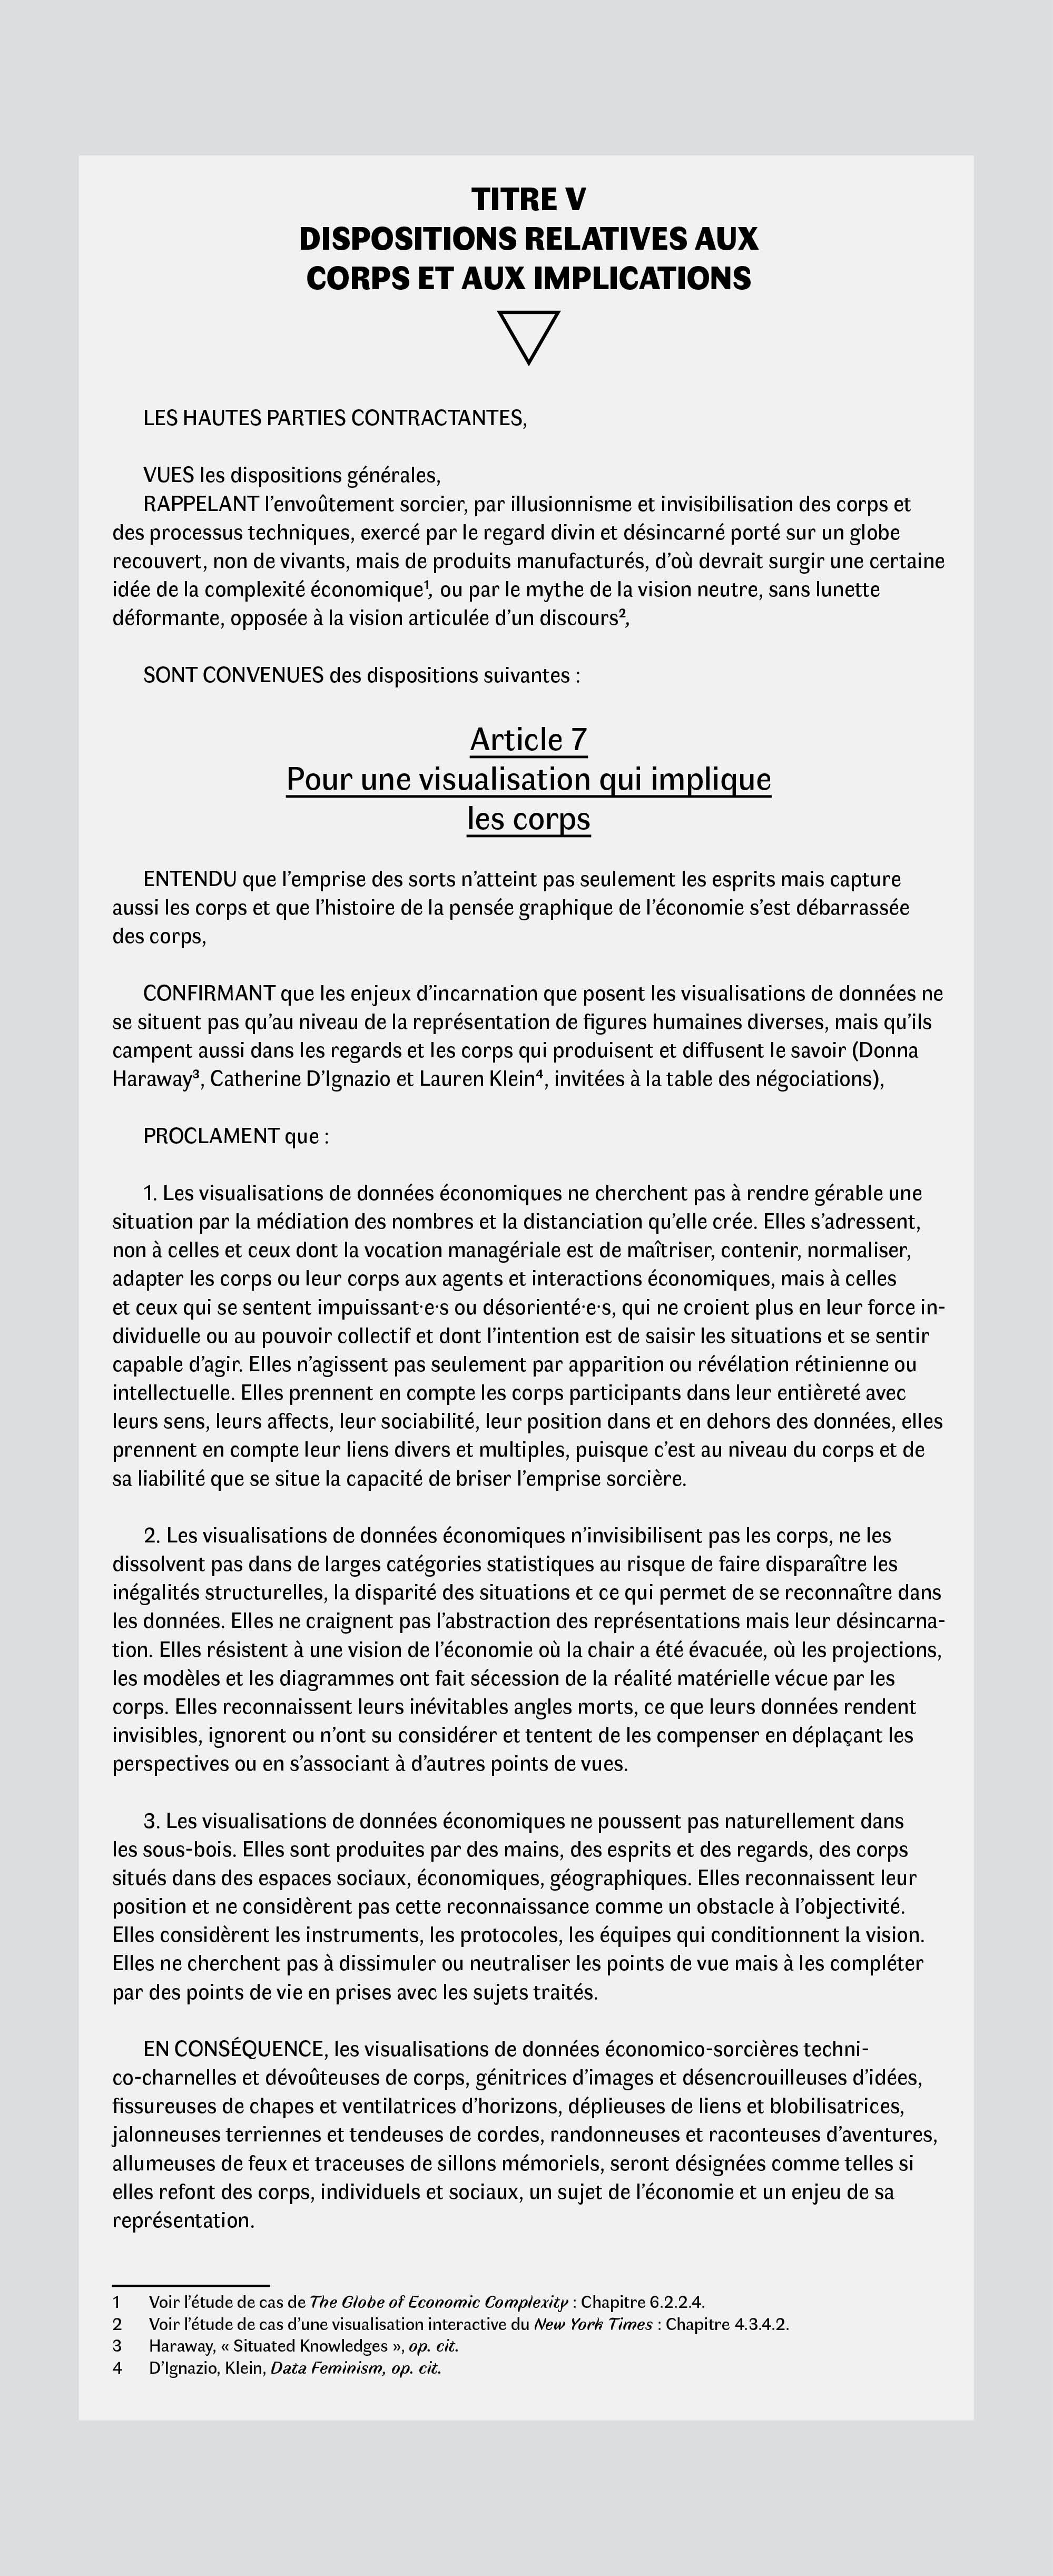 TITRE V
DISPOSITIONS RELATIVES AUX
CORPS ET AUX IMPLICATIONS
LES HAUTES PARTIES CONTRACTANTES,
VUES les dispositions générales,
RAPPELANT l’envoûtement sorcier, par illusionnisme et invisibilisation des corps et
des processus techniques, exercé par le regard divin et désincarné porté sur un globe
recouvert, non de vivants, mais de produits manufacturés, d’où devrait surgir une certaine
idée de la complexité économique¹, ou par le mythe de la vision neutre, sans lunette
déformante, opposée à la vision articulée d’un discours²,
SONT CONVENUES des dispositions suivantes :
Article 7
Pour une visualisation qui implique
les corps
ENTENDU que l’emprise des sorts n’atteint pas seulement les esprits mais capture
aussi les corps et que l’histoire de la pensée graphique de l’économie s’est débarrassée
des corps,
CONFIRMANT que les enjeux d’incarnation que posent les visualisations de données ne
se situent pas qu’au niveau de la représentation de figures humaines diverses, mais qu’ils
campent aussi dans les regards et les corps qui produisent et diffusent le savoir (Donna
Haraway³, Catherine D’Ignazio et Lauren Klein⁴, invitées à la table des négociations),
PROCLAMENT que :
1. Les visualisations de données économiques ne cherchent pas à rendre gérable une
situation par la médiation des nombres et la distanciation qu’elle crée. Elles s’adressent,
non à celles et ceux dont la vocation managériale est de maîtriser, contenir, normaliser,
adapter les corps ou leur corps aux agents et interactions économiques, mais à celles
et ceux qui se sentent impuissant·e·s ou désorienté·e·s, qui ne croient plus en leur force in-
dividuelle ou au pouvoir collectif et dont l’intention est de saisir les situations et se sentir
capable d’agir. Elles n’agissent pas seulement par apparition ou révélation rétinienne ou
intellectuelle. Elles prennent en compte les corps participants dans leur entièreté avec
leurs sens, leurs affects, leur sociabilité, leur position dans et en dehors des données, elles
prennent en compte leur liens divers et multiples, puisque c’est au niveau du corps et de
sa liabilité que se situe la capacité de briser l’emprise sorcière.
2. Les visualisations de données économiques n’invisibilisent pas les corps, ne les
dissolvent pas dans de larges catégories statistiques au risque de faire disparaître les
inégalités structurelles, la disparité des situations et ce qui permet de se reconnaître dans
les données. Elles ne craignent pas l’abstraction des représentations mais leur désincarna-
tion. Elles résistent à une vision de l’économie où la chair a été évacuée, où les projections,
les modèles et les diagrammes ont fait sécession de la réalité matérielle vécue par les
corps. Elles reconnaissent leurs inévitables angles morts, ce que leurs données rendent
invisibles, ignorent ou n’ont su considérer et tentent de les compenser en déplaçant les
perspectives ou en s’associant à d’autres points de vues.
3. Les visualisations de données économiques ne poussent pas naturellement dans
les sous-bois. Elles sont produites par des mains, des esprits et des regards, des corps
situés dans des espaces sociaux, économiques, géographiques. Elles reconnaissent leur
position et ne considèrent pas cette reconnaissance comme un obstacle à l’objectivité.
Elles considèrent les instruments, les protocoles, les équipes qui conditionnent la vision.
Elles ne cherchent pas à dissimuler ou neutraliser les points de vue mais à les compléter
par des points de vie en prises avec les sujets traités.
EN CONSÉQUENCE, les visualisations de données économico-sorcières techni-
co-charnelles et dévoûteuses de corps, génitrices d’images et désencrouilleuses d’idées,
fissureuses de chapes et ventilatrices d’horizons, déplieuses de liens et blobilisatrices,
jalonneuses terriennes et tendeuses de cordes, randonneuses et raconteuses d’aventures,
allumeuses de feux et traceuses de sillons mémoriels, seront désignées comme telles si
elles refont des corps, individuels et sociaux, un sujet de l’économie et un enjeu de sa
représentation.
1 Voir l’étude de cas de The Globe of Economic Complexity : Chapitre 6.2.2.4.
2 Voir l’étude de cas d’une visualisation interactive du New York Times : Chapitre 4.3.4.2.
3 Haraway, « Situated Knowledges », op. cit.
4 D’Ignazio, Klein, Data Feminism, op. cit.